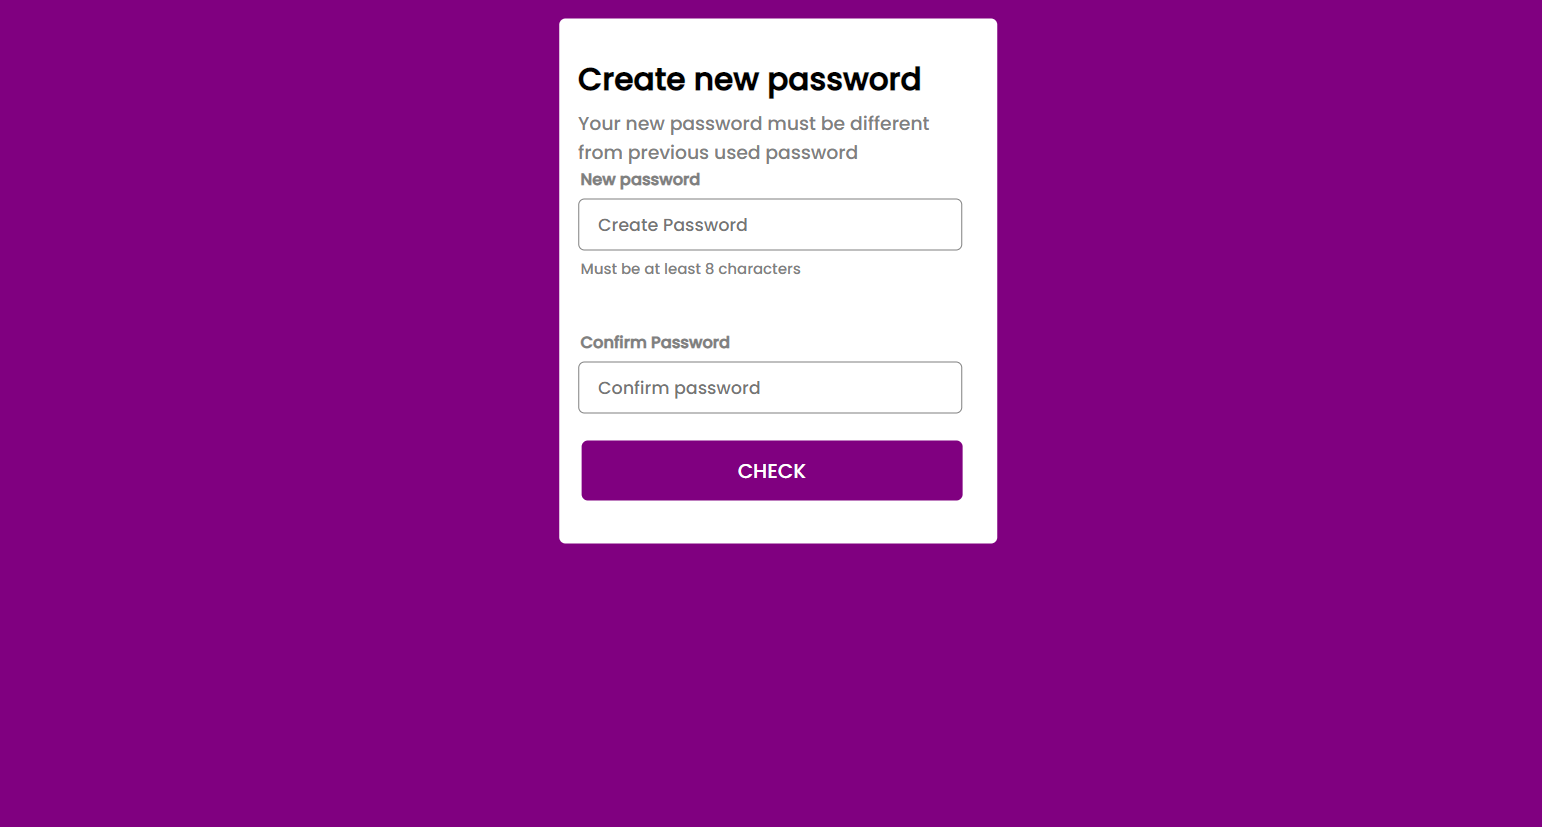 Create new password
Your new password must be different
from previous used password
New password
Create Password
Must be at least 8 characters
Confirm Password
Confirm password
CHECK